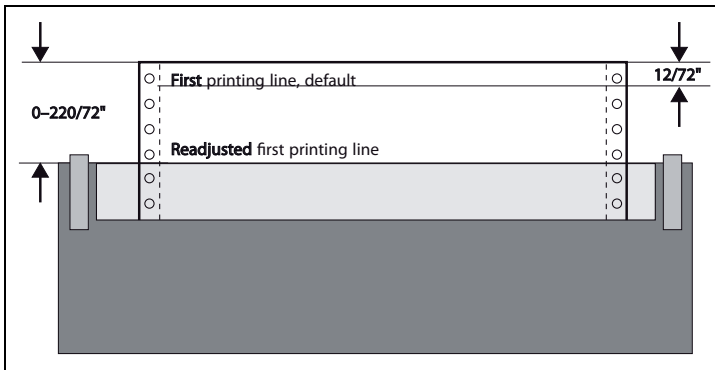 First printing line, default
12/72"
0–220/72"
Readjusted first printing line